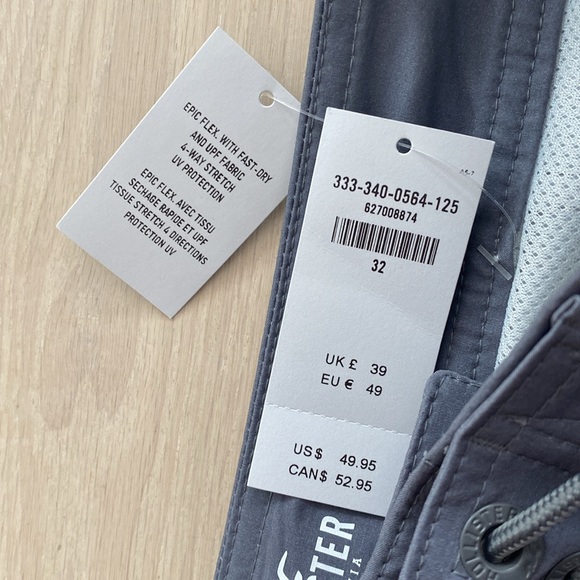 EPIC FLEX. WITH FAST-DRY
AND UPF FABRIC
4-WAY STRETCH
UV PROTECTION
EPIC FLEX. AVEC TISSU
SECHAGE RAPIDE ET UPF
TISSUE STRETCH 4 DIRECTIONS
PROTECTION UV
333-340-0564-125
627008874
32
UK £ 39
EU € 49
US$ 49.95
CAN$ 52.95